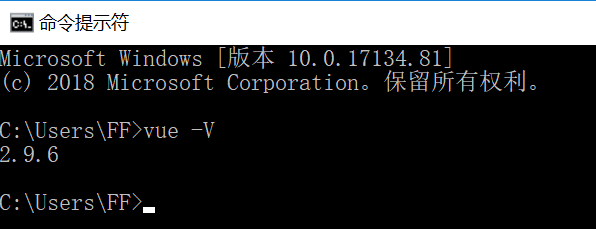 命令提示符
Microsoft Windows [版本 10.0.17134.81]
(c) 2018 Microsoft Corporation。保留所有权利。
C:\Users\FF>vue -V
2.9.6
C:\Users\FF>